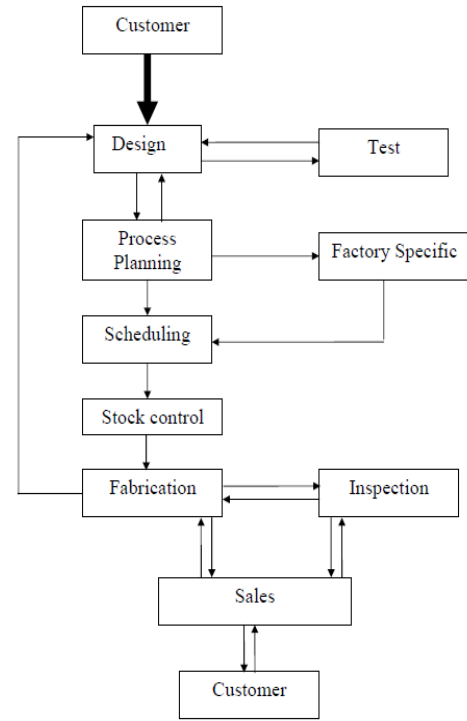 Customer
Design
Test
Process
Planning
Factory Specific
Scheduling
Stock control
Fabrication
Inspection
Sales
Customer